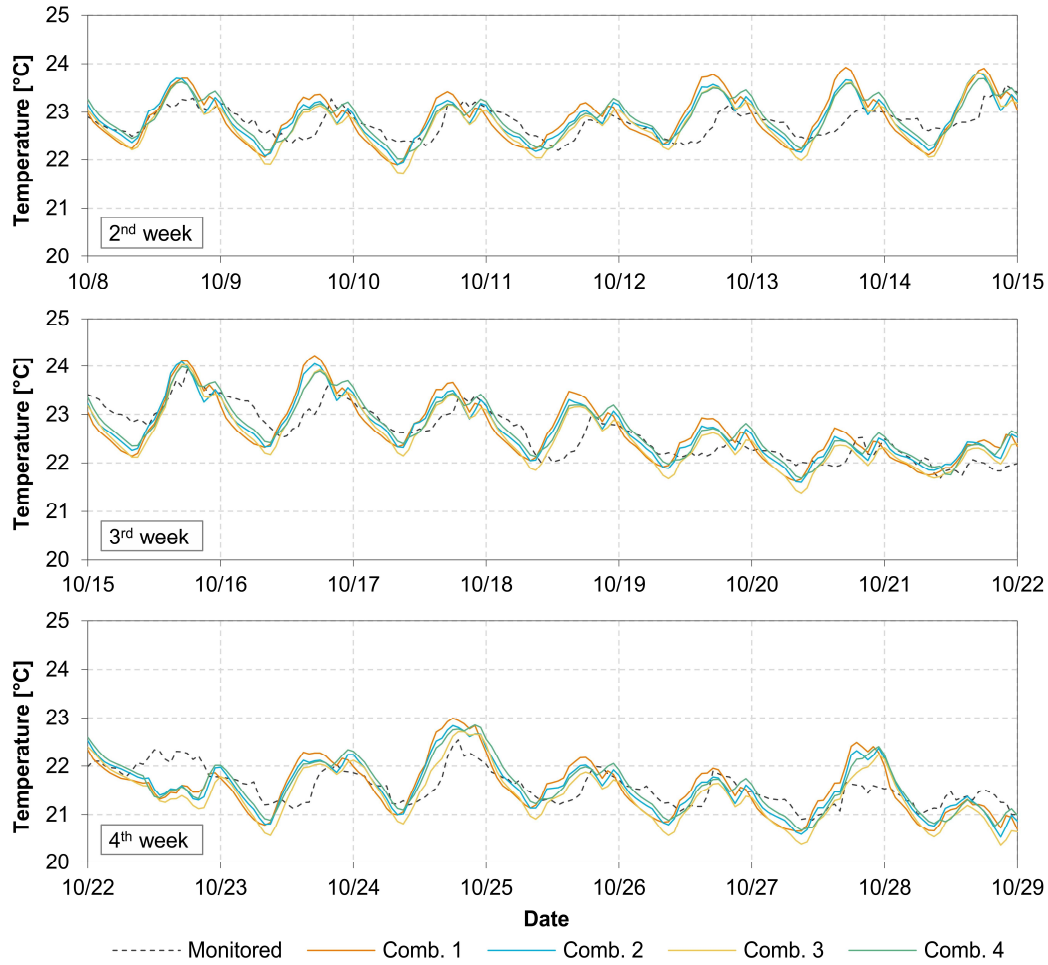 25
24
23
22
21
20
Temperature [°C]
2nd week
10/8 10/9 10/10 10/11 10/12 10/13 10/14 10/15
25
24
23
22
21
20
Temperature [°C]
3rd week
10/15 10/16 10/17 10/18 10/19 10/20 10/21 10/22
25
24
23
22
21
20
Temperature [°C]
4th week
10/22 10/23 10/24 10/25 10/26 10/27 10/28 10/29
Date
Monitored Comb. 1 Comb. 2 Comb. 3 Comb. 4